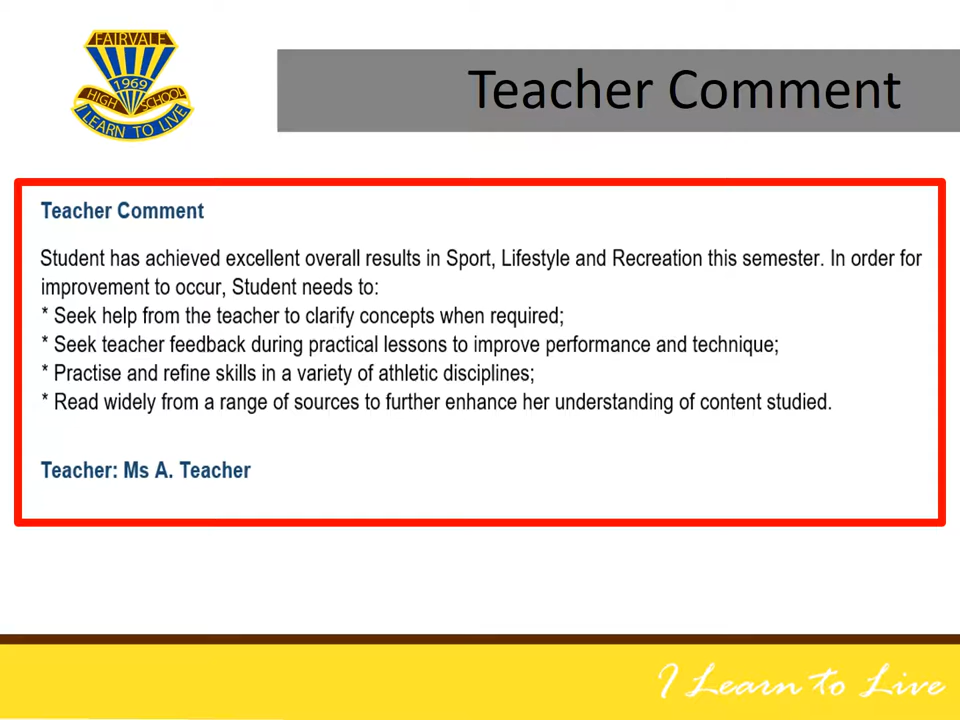 FAIRVALE
1969
HIGH SCHOOL
I LEARN TO LIVE
Teacher Comment
Teacher Comment
Student has achieved excellent overall results in Sport, Lifestyle and Recreation this semester. In order for
improvement to occur, Student needs to:
* Seek help from the teacher to clarify concepts when required;
* Seek teacher feedback during practical lessons to improve performance and technique;
* Practise and refine skills in a variety of athletic disciplines;
* Read widely from a range of sources to further enhance her understanding of content studied.
Teacher: Ms A. Teacher
I Learn to Live